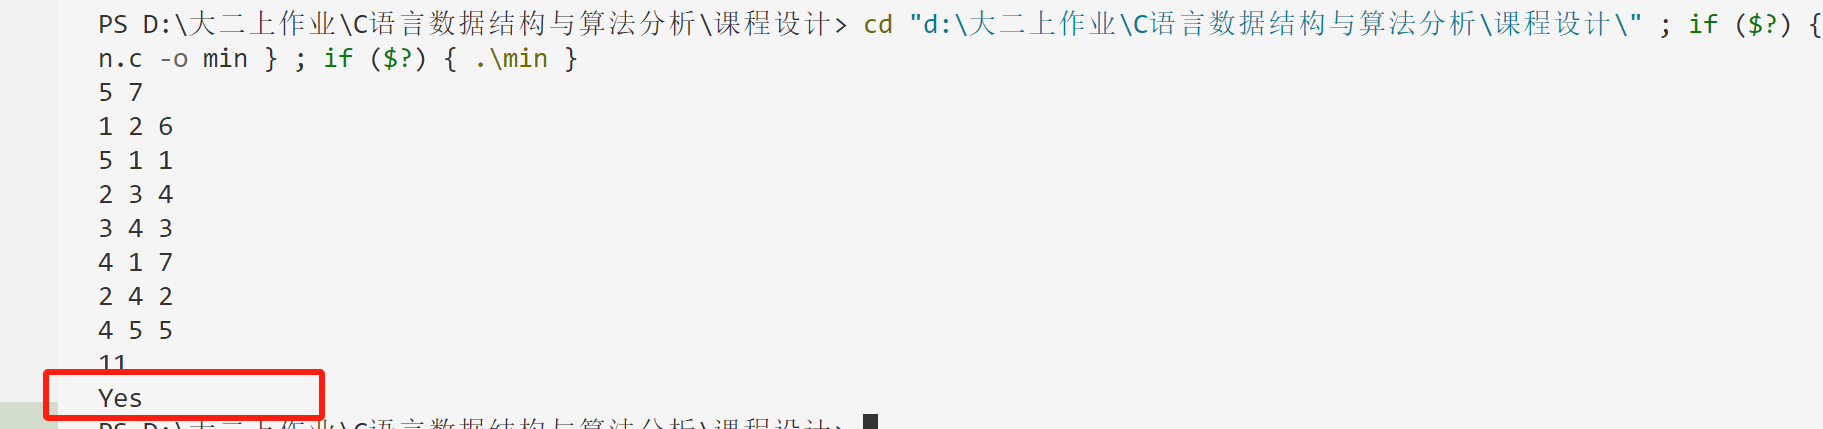 PS D:\大二上作业\C语言数据结构与算法分析\课程设计> cd "d:\大二上作业\C语言数据结构与算法分析\课程设计\" ; if ($?) {
n.c -o min } ; if ($?) { .\min }
5 7
1 2 6
5 1 1
2 3 4
3 4 3
4 1 7
2 4 2
4 5 5
11
Yes
PS D:\大二上作业\C语言数据结构与算法分析\课程设计>